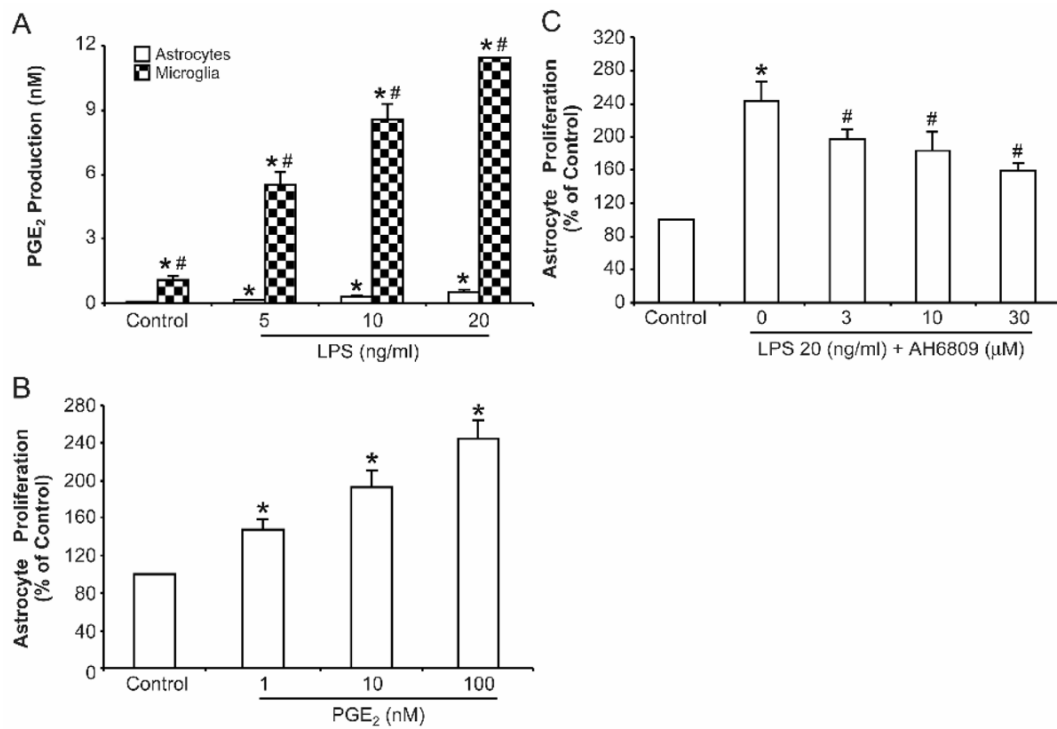 A
PGE2 Production (nM)
12
9
6
3
0
Astrocytes
Microglia
*#
*
*#
*
*#
*
*#
Control
5
10
20
LPS (ng/ml)
B
Astrocyte Proliferation
(% of Control)
280
240
200
160
120
80
40
0
*
*
*
Control
1
10
100
PGE2 (nM)
C
Astrocyte Proliferation
(% of Control)
320
280
240
200
160
120
80
40
0
*
#
#
#
Control
0
3
10
30
LPS 20 (ng/ml) + AH6809 (μM)